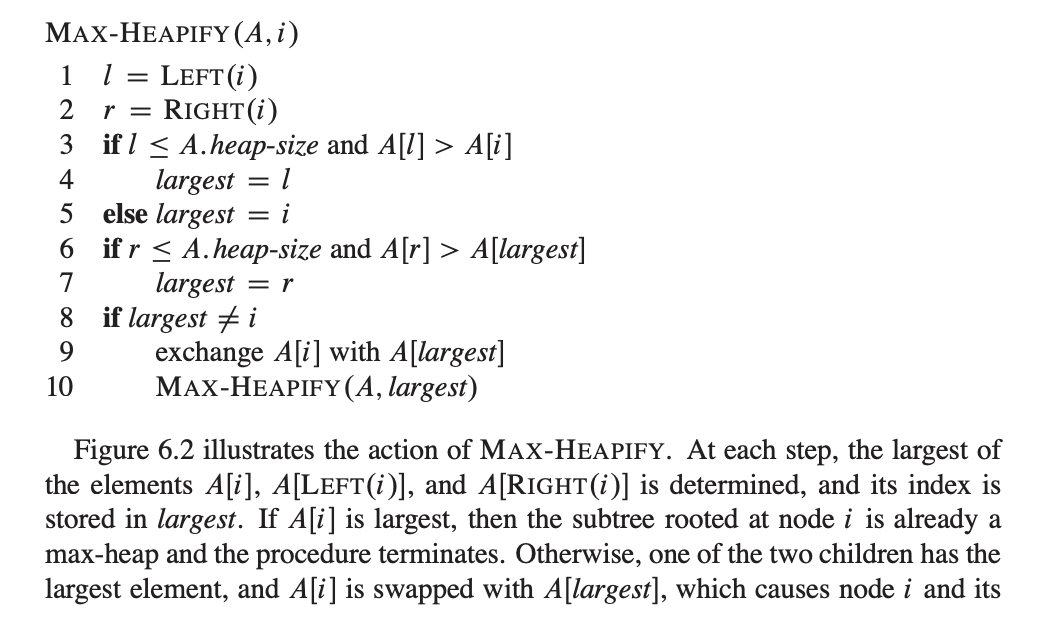 MAX-HEAPIFY(A, i)
1 l = LEFT(i)
2 r = RIGHT(i)
3 if l ≤ A.heap-size and A[l] > A[i]
4 largest = l
5 else largest = i
6 if r ≤ A.heap-size and A[r] > A[largest]
7 largest = r
8 if largest ≠ i
9 exchange A[i] with A[largest]
10 MAX-HEAPIFY(A, largest)
Figure 6.2 illustrates the action of MAX-HEAPIFY. At each step, the largest of
the elements A[i], A[LEFT(i)], and A[RIGHT(i)] is determined, and its index is
stored in largest. If A[i] is largest, then the subtree rooted at node i is already a
max-heap and the procedure terminates. Otherwise, one of the two children has the
largest element, and A[i] is swapped with A[largest], which causes node i and its